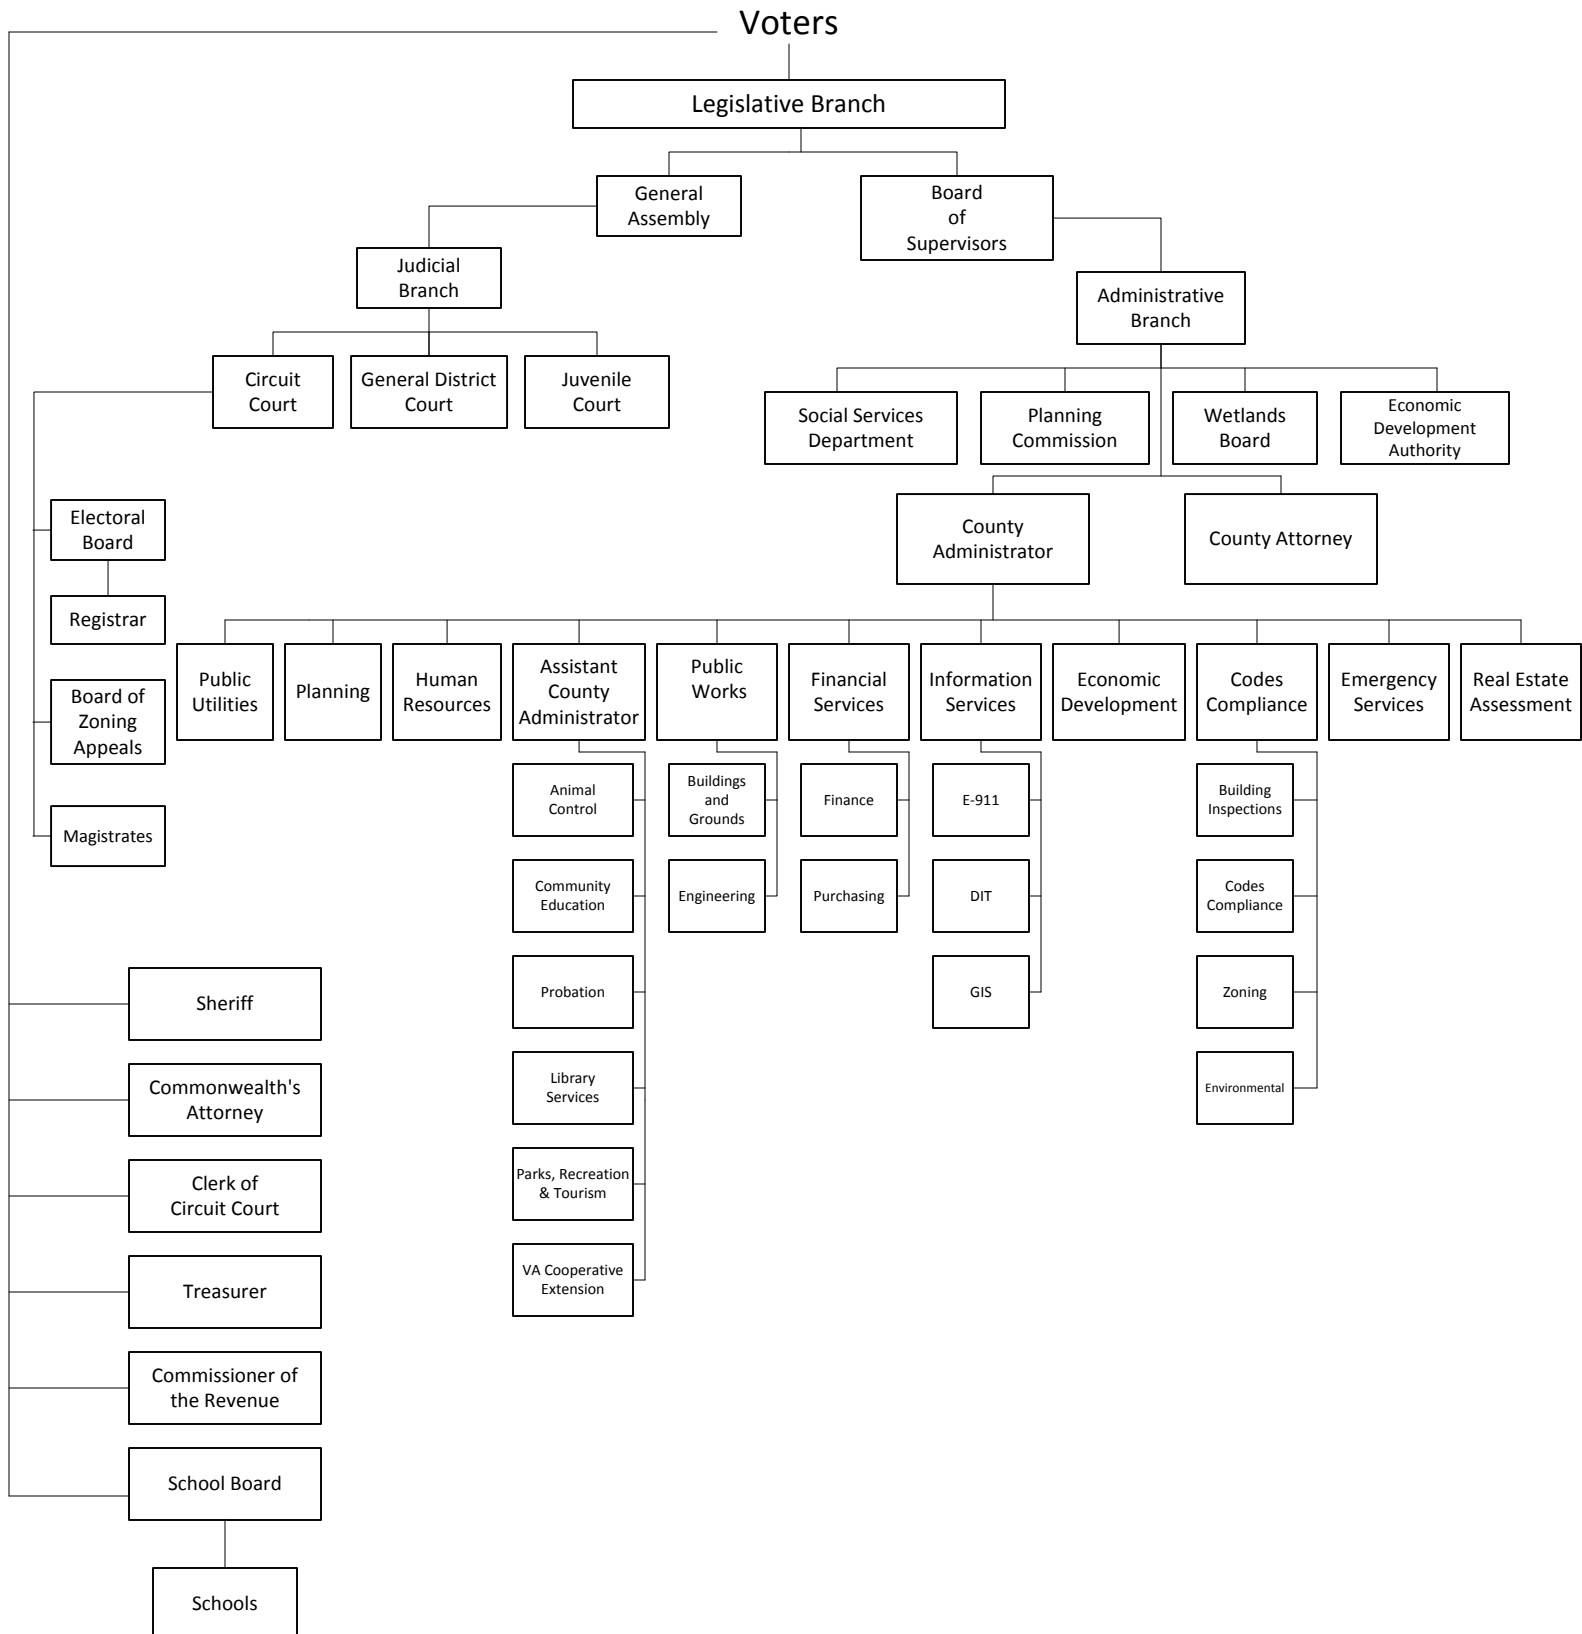 Voters
Legislative Branch
General
Assembly
Board
of
Supervisors
Judicial
Branch
Administrative
Branch
Circuit
Court
General District
Court
Juvenile
Court
Social Services
Department
Planning
Commission
Wetlands
Board
Economic
Development
Authority
County
Administrator
County Attorney
Electoral
Board
Registrar
Board of
Zoning
Appeals
Magistrates
Public
Utilities
Planning
Human
Resources
Assistant
County
Administrator
Public
Works
Financial
Services
Information
Services
Economic
Development
Codes
Compliance
Emergency
Services
Real Estate
Assessment
Animal
Control
Community
Education
Probation
Library
Services
Parks, Recreation
& Tourism
VA Cooperative
Extension
Buildings
and
Grounds
Engineering
Finance
Purchasing
E-911
DIT
GIS
Building
Inspections
Codes
Compliance
Zoning
Environmental
Sheriff
Commonwealth's
Attorney
Clerk of
Circuit Court
Treasurer
Commissioner of
the Revenue
School Board
Schools